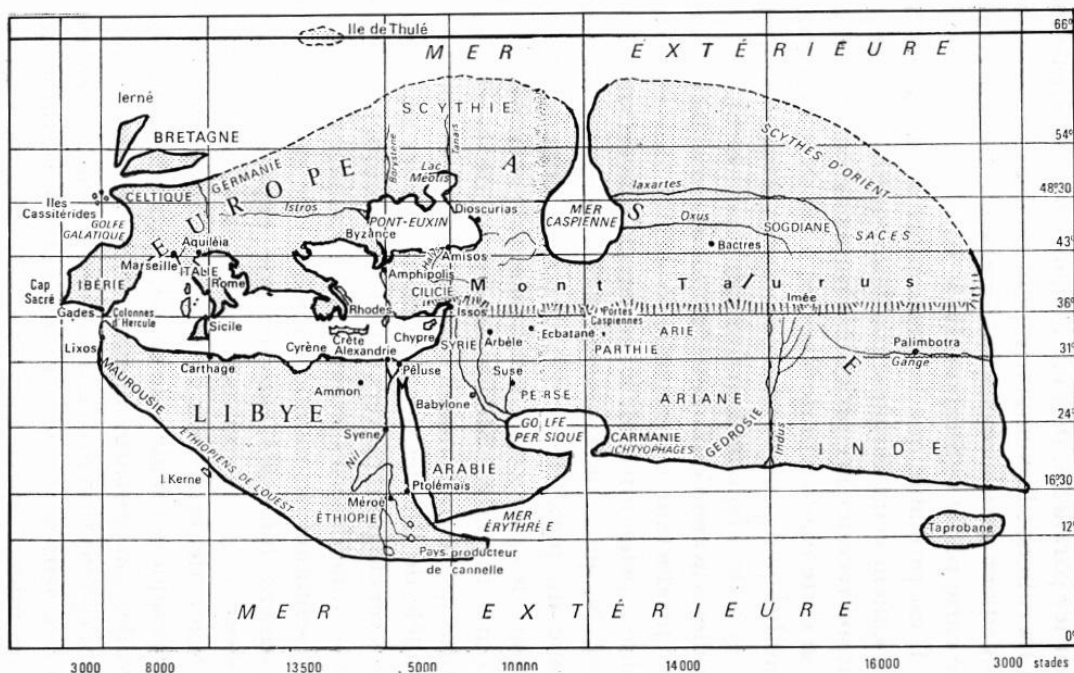 66°
Ile de Thulé
MER EXTÉRIEURE
SCYTHIE
Ierné
BRETAGNE
54°
Borysthène
Tanaïs
SCYTHES D'ORIENT
GERMANIE
Lac
Méotis
CELTIQUE
EUROPE
Iles
Cassitérides
Istros
PONT-EUXIN
Dioscurias
MER
CASPIENNE
Iaxartes
48°30
GOLFE
GALATIQUE
Oxus
SOGDIANE
SACES
Byzance
Aquiléia
Bactres
43°
Marseille
ITALIE
Halys
Amisos
ASIE
Rome
Amphipolis
IBÉRIE
CILICIE
Mont Taurus
Cap
Sacré
Imée
Gades
Colonnes
d'Hercule
Rhodes
Issos
Portes
Caspiennes
36°
Sicile
Crète
Chypre
SYRIE
Arbèle
Ecbatane
ARIE
PARTHIE
Palimbotra
Lixos
Cyrène
Alexandrie
Gange
31°
Carthage
Péluse
MAUROUSIE
Ammon
Suse
PERSE
Babylone
ARIANE
LIBYE
GOLFE
PERSIQUE
24°
Syene
CARMANIE
ICHTYOPHAGES
GÉDROSIE
Indus
INDE
ÉTHIOPIENS DE L'OUEST
Nil
I. Kerne
ARABIE
Ptolémais
16°30
Méroé
ÉTHIOPIE
MER
ÉRYTHRÉE
Taprobane
12°
Pays producteur
de cannelle
MER EXTÉRIEURE
0°
3000 8000 13500 5000 10000 14000 16000 3000 stades